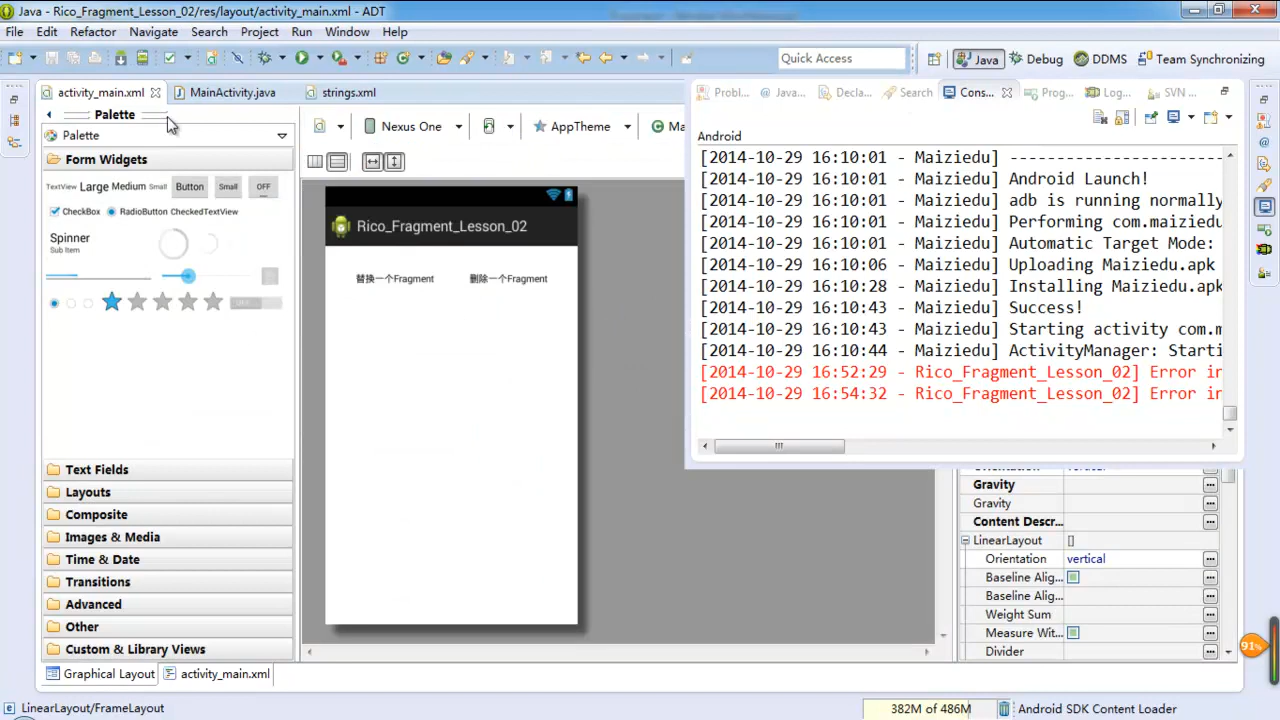 Java - Rico_Fragment_Lesson_02/res/layout/activity_main.xml - ADT
File Edit Refactor Navigate Search Project Run Window Help
Quick Access
Java
Debug
DDMS
Team Synchronizing
activity_main.xml
MainActivity.java
strings.xml
Palette
Palette
Form Widgets
TextView Large Medium Small Button Small OFF
CheckBox RadioButton CheckedTextView
Spinner
Sub Item
OFF
Text Fields
Layouts
Composite
Images & Media
Time & Date
Transitions
Advanced
Other
Custom & Library Views
Graphical Layout
activity_main.xml
Nexus One
AppTheme
Ma
Rico_Fragment_Lesson_02
替换一个Fragment 删除一个Fragment
Probl... Java... Decla... Search Cons... Prog... Log... SVN ...
Android
[2014-10-29 16:10:01 - Maiziedu] ------------------------
[2014-10-29 16:10:01 - Maiziedu] Android Launch!
[2014-10-29 16:10:01 - Maiziedu] adb is running normally
[2014-10-29 16:10:01 - Maiziedu] Performing com.maiziedu
[2014-10-29 16:10:01 - Maiziedu] Automatic Target Mode:
[2014-10-29 16:10:06 - Maiziedu] Uploading Maiziedu.apk
[2014-10-29 16:10:28 - Maiziedu] Installing Maiziedu.apk
[2014-10-29 16:10:43 - Maiziedu] Success!
[2014-10-29 16:10:43 - Maiziedu] Starting activity com.m
[2014-10-29 16:10:44 - Maiziedu] ActivityManager: Starti
[2014-10-29 16:52:29 - Rico_Fragment_Lesson_02] Error in
[2014-10-29 16:54:32 - Rico_Fragment_Lesson_02] Error in
Orientation vertical
Gravity
Gravity
Content Descr...
LinearLayout []
Orientation vertical
Baseline Alig...
Baseline Alig...
Weight Sum
Measure Wit...
Divider
91%
LinearLayout/FrameLayout
382M of 486M
Android SDK Content Loader